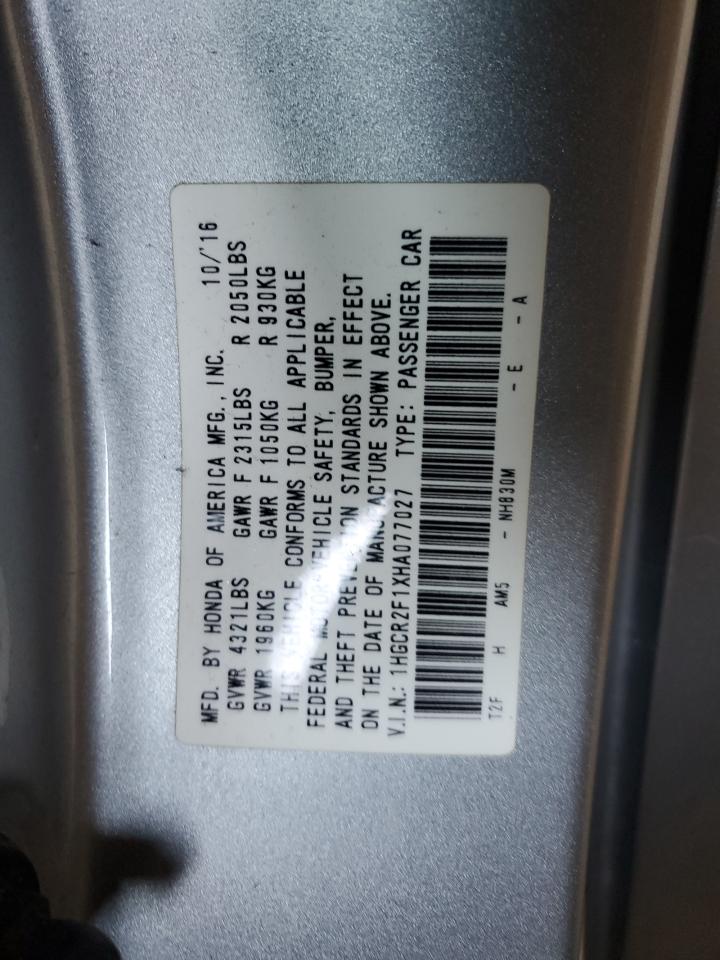 MFD. BY HONDA OF AMERICA MFG., INC. 10/'16
GVWR 4321LBS GAWR F 2315LBS R 2050LBS
GVWR 1960KG GAWR F 1050KG R 930KG
THIS VEHICLE CONFORMS TO ALL APPLICABLE
FEDERAL MOTOR VEHICLE SAFETY, BUMPER,
AND THEFT PREVENTION STANDARDS IN EFFECT
ON THE DATE OF MANUFACTURE SHOWN ABOVE.
V.I.N.: 1HGCR2F1XHA077027 TYPE: PASSENGER CAR
T2F H AM5 - NH830M - E - A